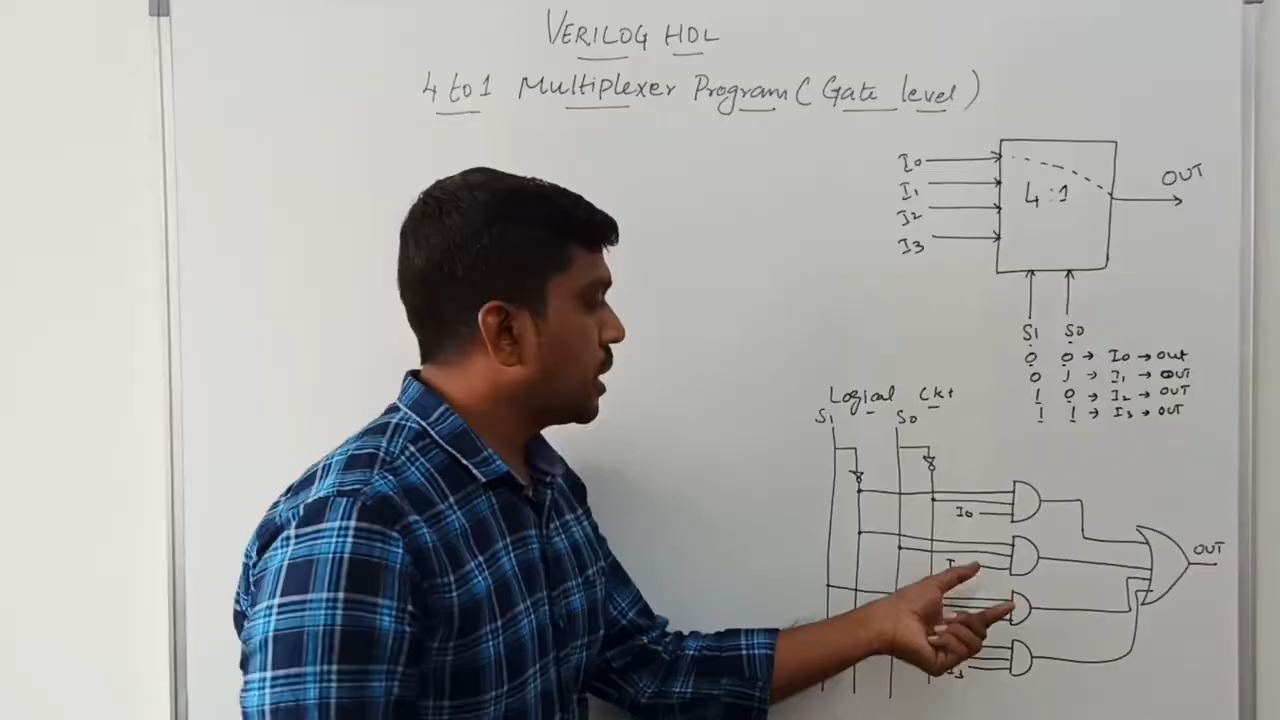 VERILOG HDL
4 to 1 Multiplexer Program (Gate level)
I0
I1
I2
I3
4:1
OUT
S1 S0
0 0 → I0 → out
0 1 → I1 → OUT
1 0 → I2 → OUT
1 1 → I3 → OUT
Logical Ckt
S1 S0
I0
OUT
I3